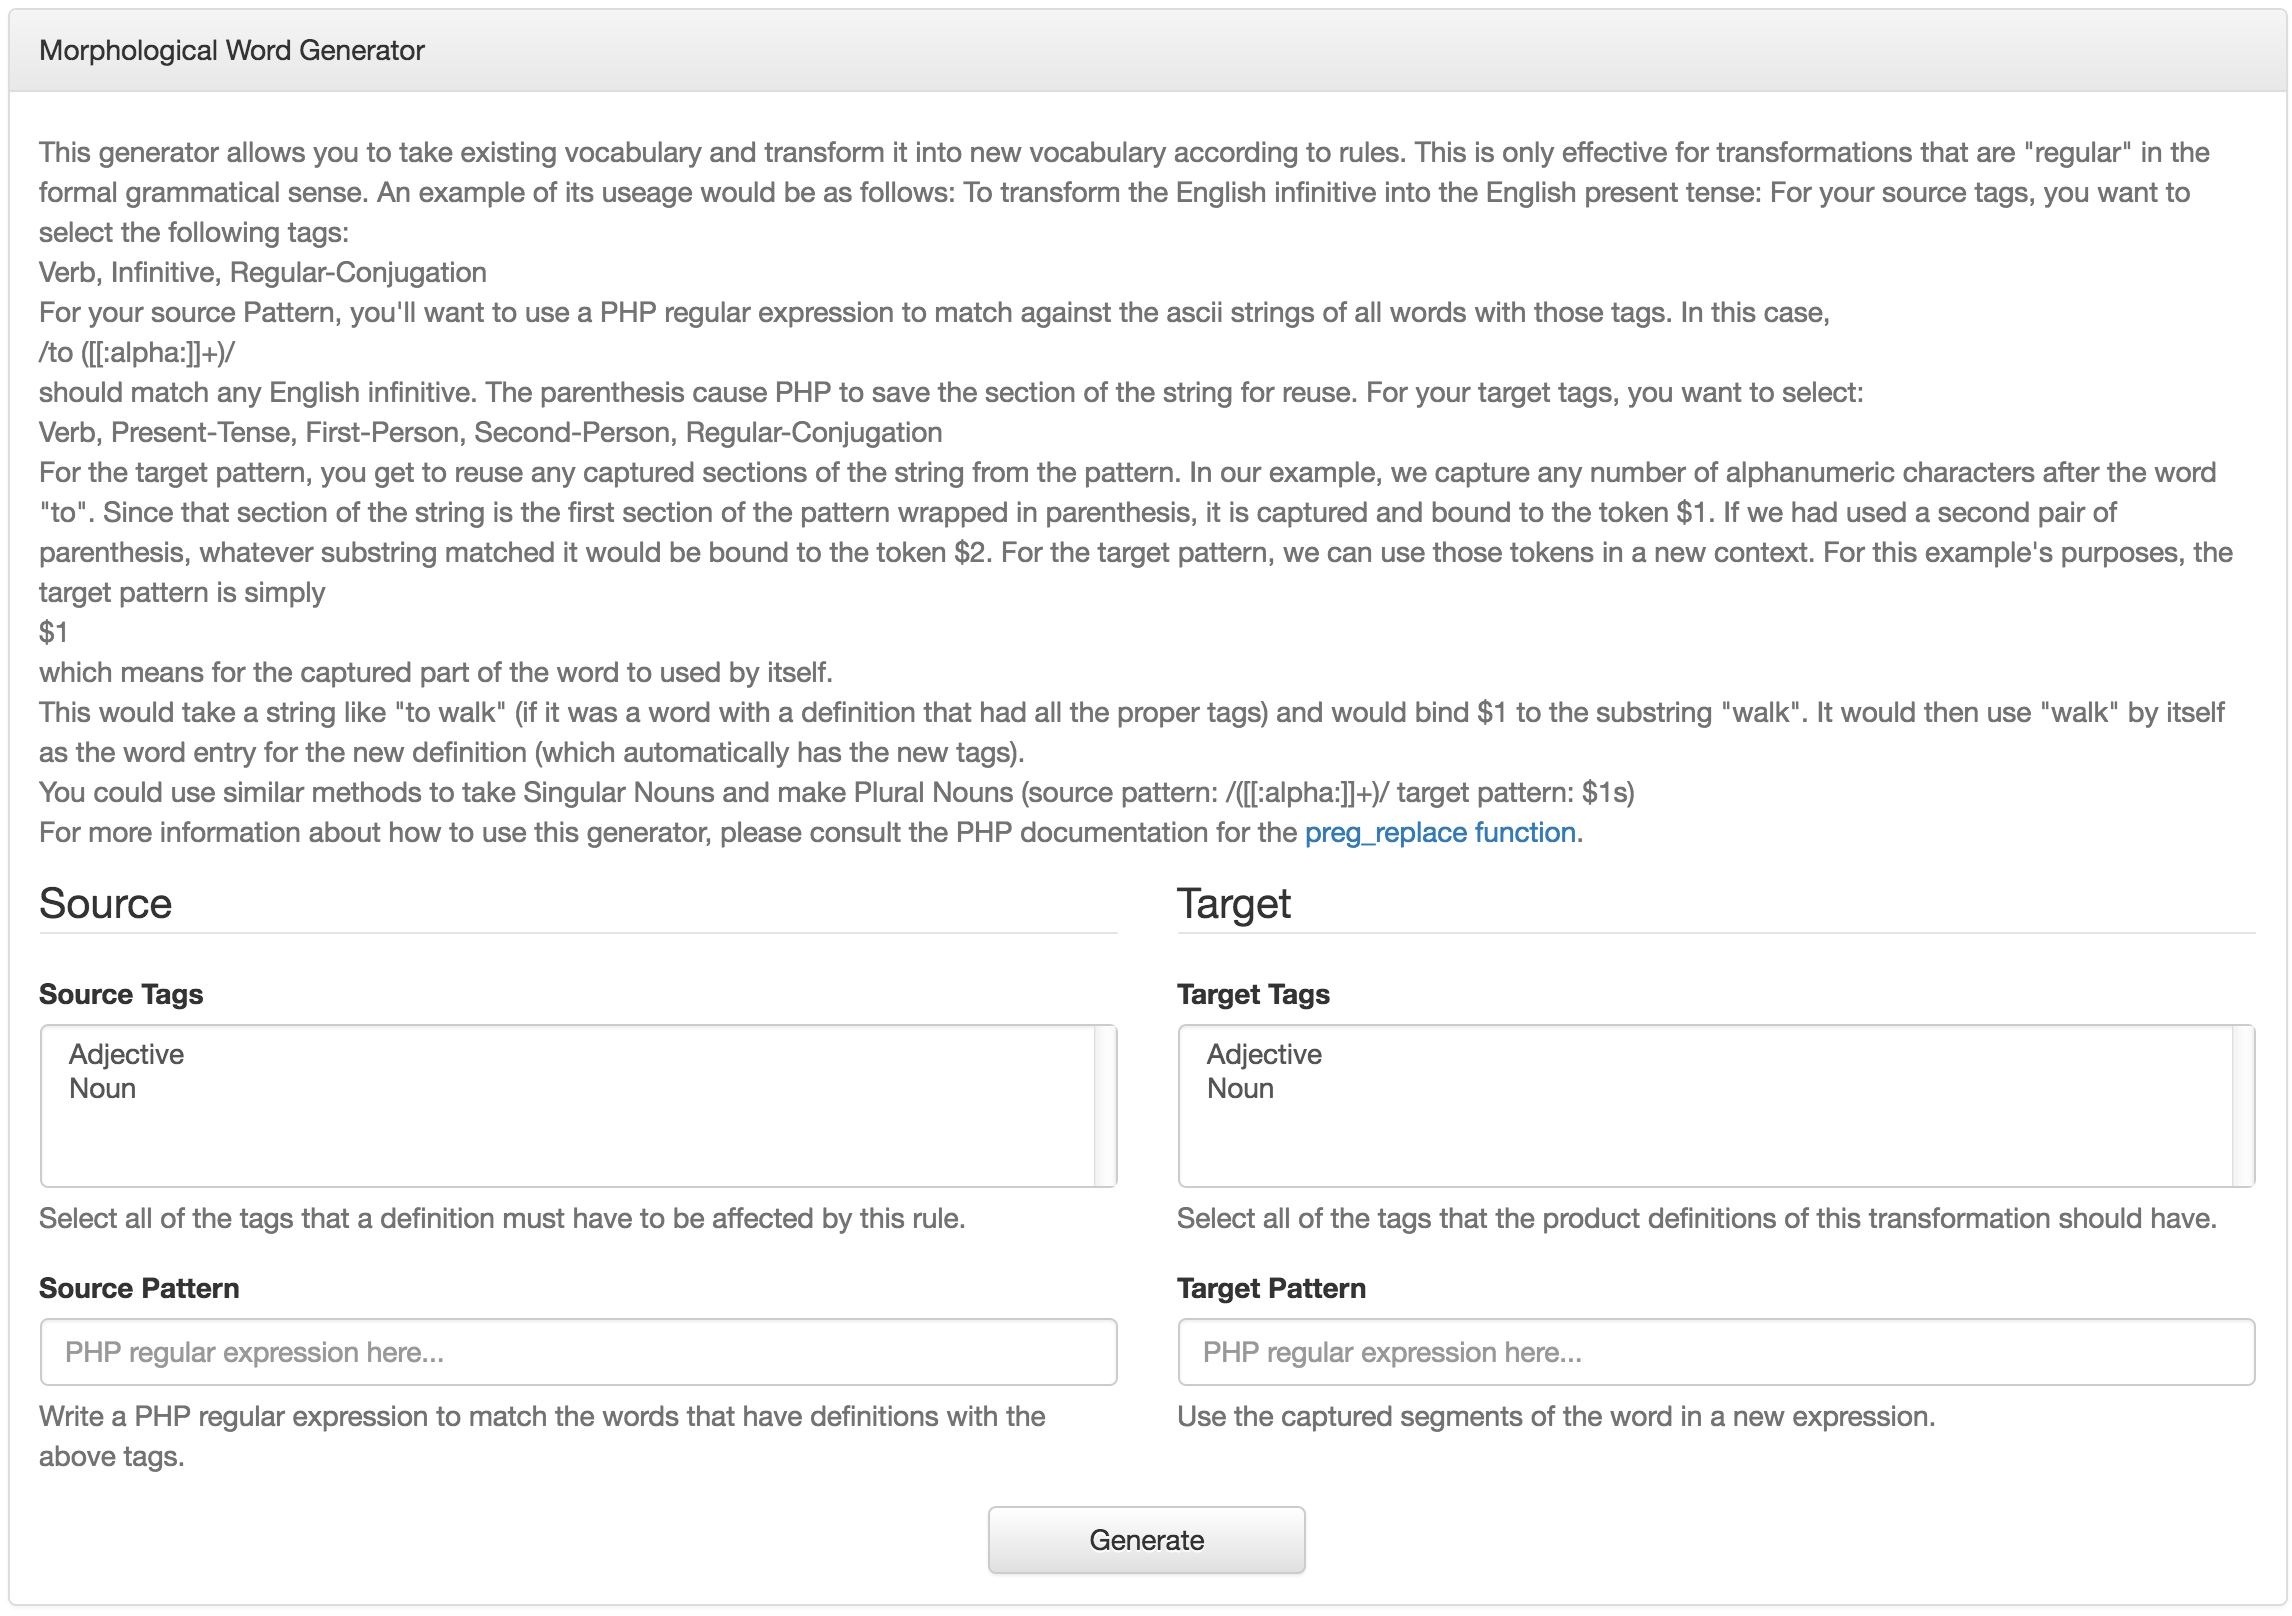 Morphological Word Generator
This generator allows you to take existing vocabulary and transform it into new vocabulary according to rules. This is only effective for transformations that are "regular" in the
formal grammatical sense. An example of its useage would be as follows: To transform the English infinitive into the English present tense: For your source tags, you want to
select the following tags:
Verb, Infinitive, Regular-Conjugation
For your source Pattern, you'll want to use a PHP regular expression to match against the ascii strings of all words with those tags. In this case,
/to ([[:alpha:]]+)/
should match any English infinitive. The parenthesis cause PHP to save the section of the string for reuse. For your target tags, you want to select:
Verb, Present-Tense, First-Person, Second-Person, Regular-Conjugation
For the target pattern, you get to reuse any captured sections of the string from the pattern. In our example, we capture any number of alphanumeric characters after the word
"to". Since that section of the string is the first section of the pattern wrapped in parenthesis, it is captured and bound to the token $1. If we had used a second pair of
parenthesis, whatever substring matched it would be bound to the token $2. For the target pattern, we can use those tokens in a new context. For this example's purposes, the
target pattern is simply
$1
which means for the captured part of the word to used by itself.
This would take a string like "to walk" (if it was a word with a definition that had all the proper tags) and would bind $1 to the substring "walk". It would then use "walk" by itself
as the word entry for the new definition (which automatically has the new tags).
You could use similar methods to take Singular Nouns and make Plural Nouns (source pattern: /([[:alpha:]]+)/ target pattern: $1s)
For more information about how to use this generator, please consult the PHP documentation for the preg_replace function.
Source
Source Tags
Adjective
Noun
Select all of the tags that a definition must have to be affected by this rule.
Source Pattern
PHP regular expression here...
Write a PHP regular expression to match the words that have definitions with the
above tags.
Target
Target Tags
Adjective
Noun
Select all of the tags that the product definitions of this transformation should have.
Target Pattern
PHP regular expression here...
Use the captured segments of the word in a new expression.
Generate